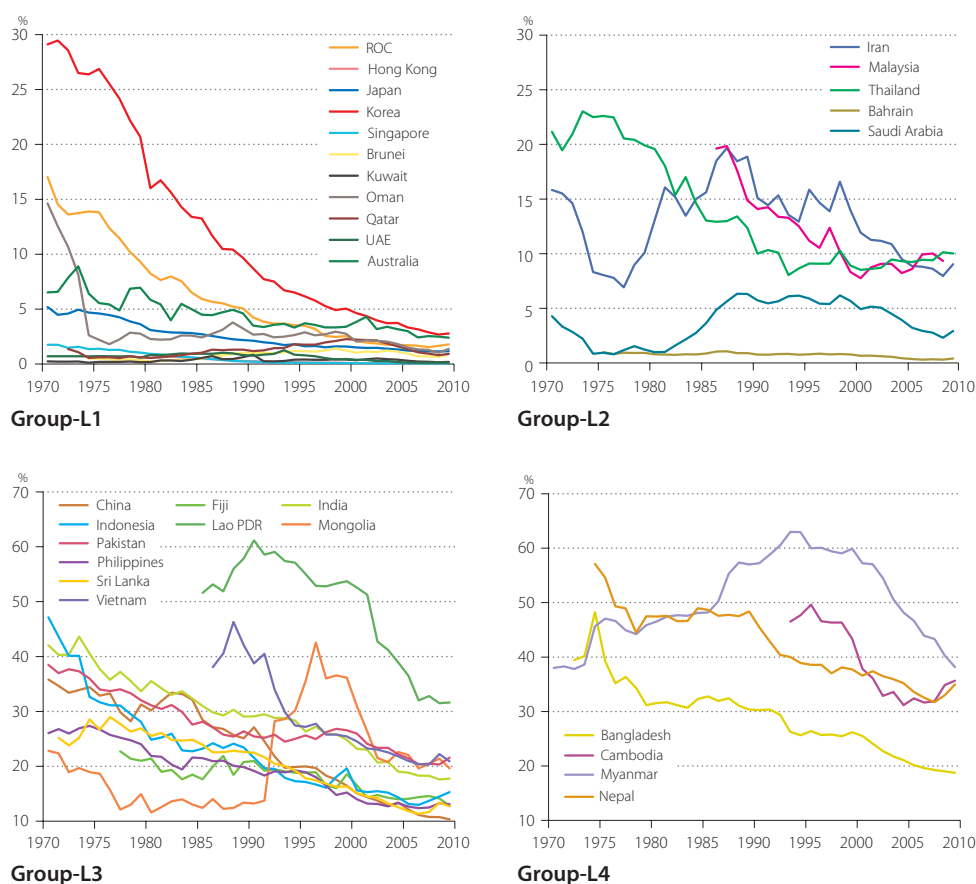 %
30
25
20
15
10
5
0
1970 1975 1980 1985 1990 1995 2000 2005 2010
ROC
Hong Kong
Japan
Korea
Singapore
Brunei
Kuwait
Oman
Qatar
UAE
Australia
Group-L1
%
30
25
20
15
10
5
0
1970 1975 1980 1985 1990 1995 2000 2005 2010
Iran
Malaysia
Thailand
Bahrain
Saudi Arabia
Group-L2
%
70
60
50
40
30
20
10
1970 1975 1980 1985 1990 1995 2000 2005 2010
China Fiji India
Indonesia Lao PDR Mongolia
Pakistan
Philippines
Sri Lanka
Vietnam
Group-L3
%
70
60
50
40
30
20
10
1970 1975 1980 1985 1990 1995 2000 2005 2010
Bangladesh
Cambodia
Myanmar
Nepal
Group-L4